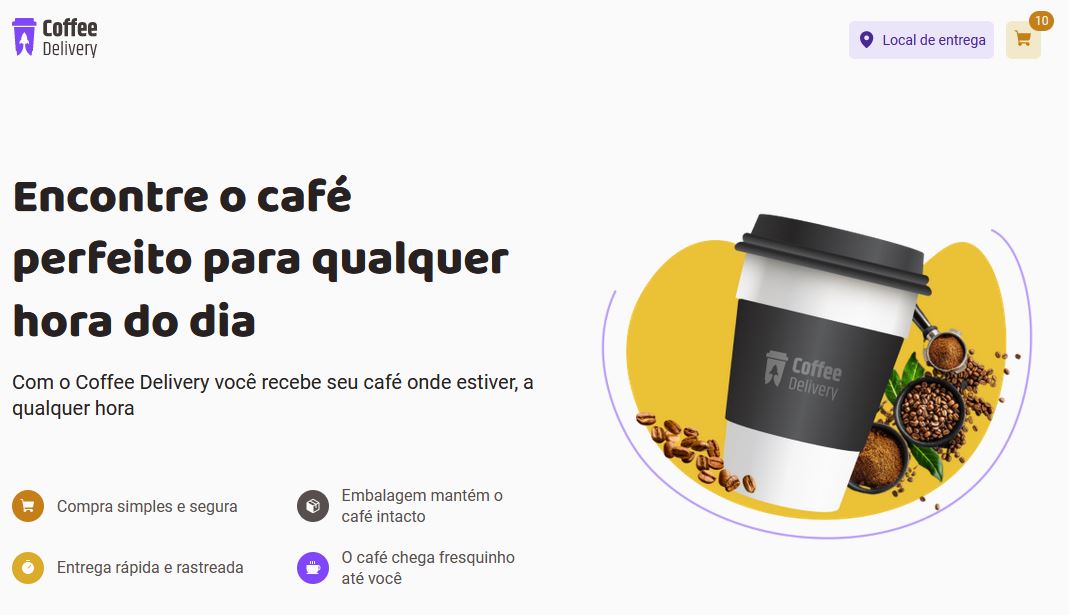 Coffee
Delivery
Local de entrega
10
Encontre o café
perfeito para qualquer
hora do dia
Com o Coffee Delivery você recebe seu café onde estiver, a
qualquer hora
Coffee
Delivery
Compra simples e segura
Embalagem mantém o
café intacto
Entrega rápida e rastreada
O café chega fresquinho
até você